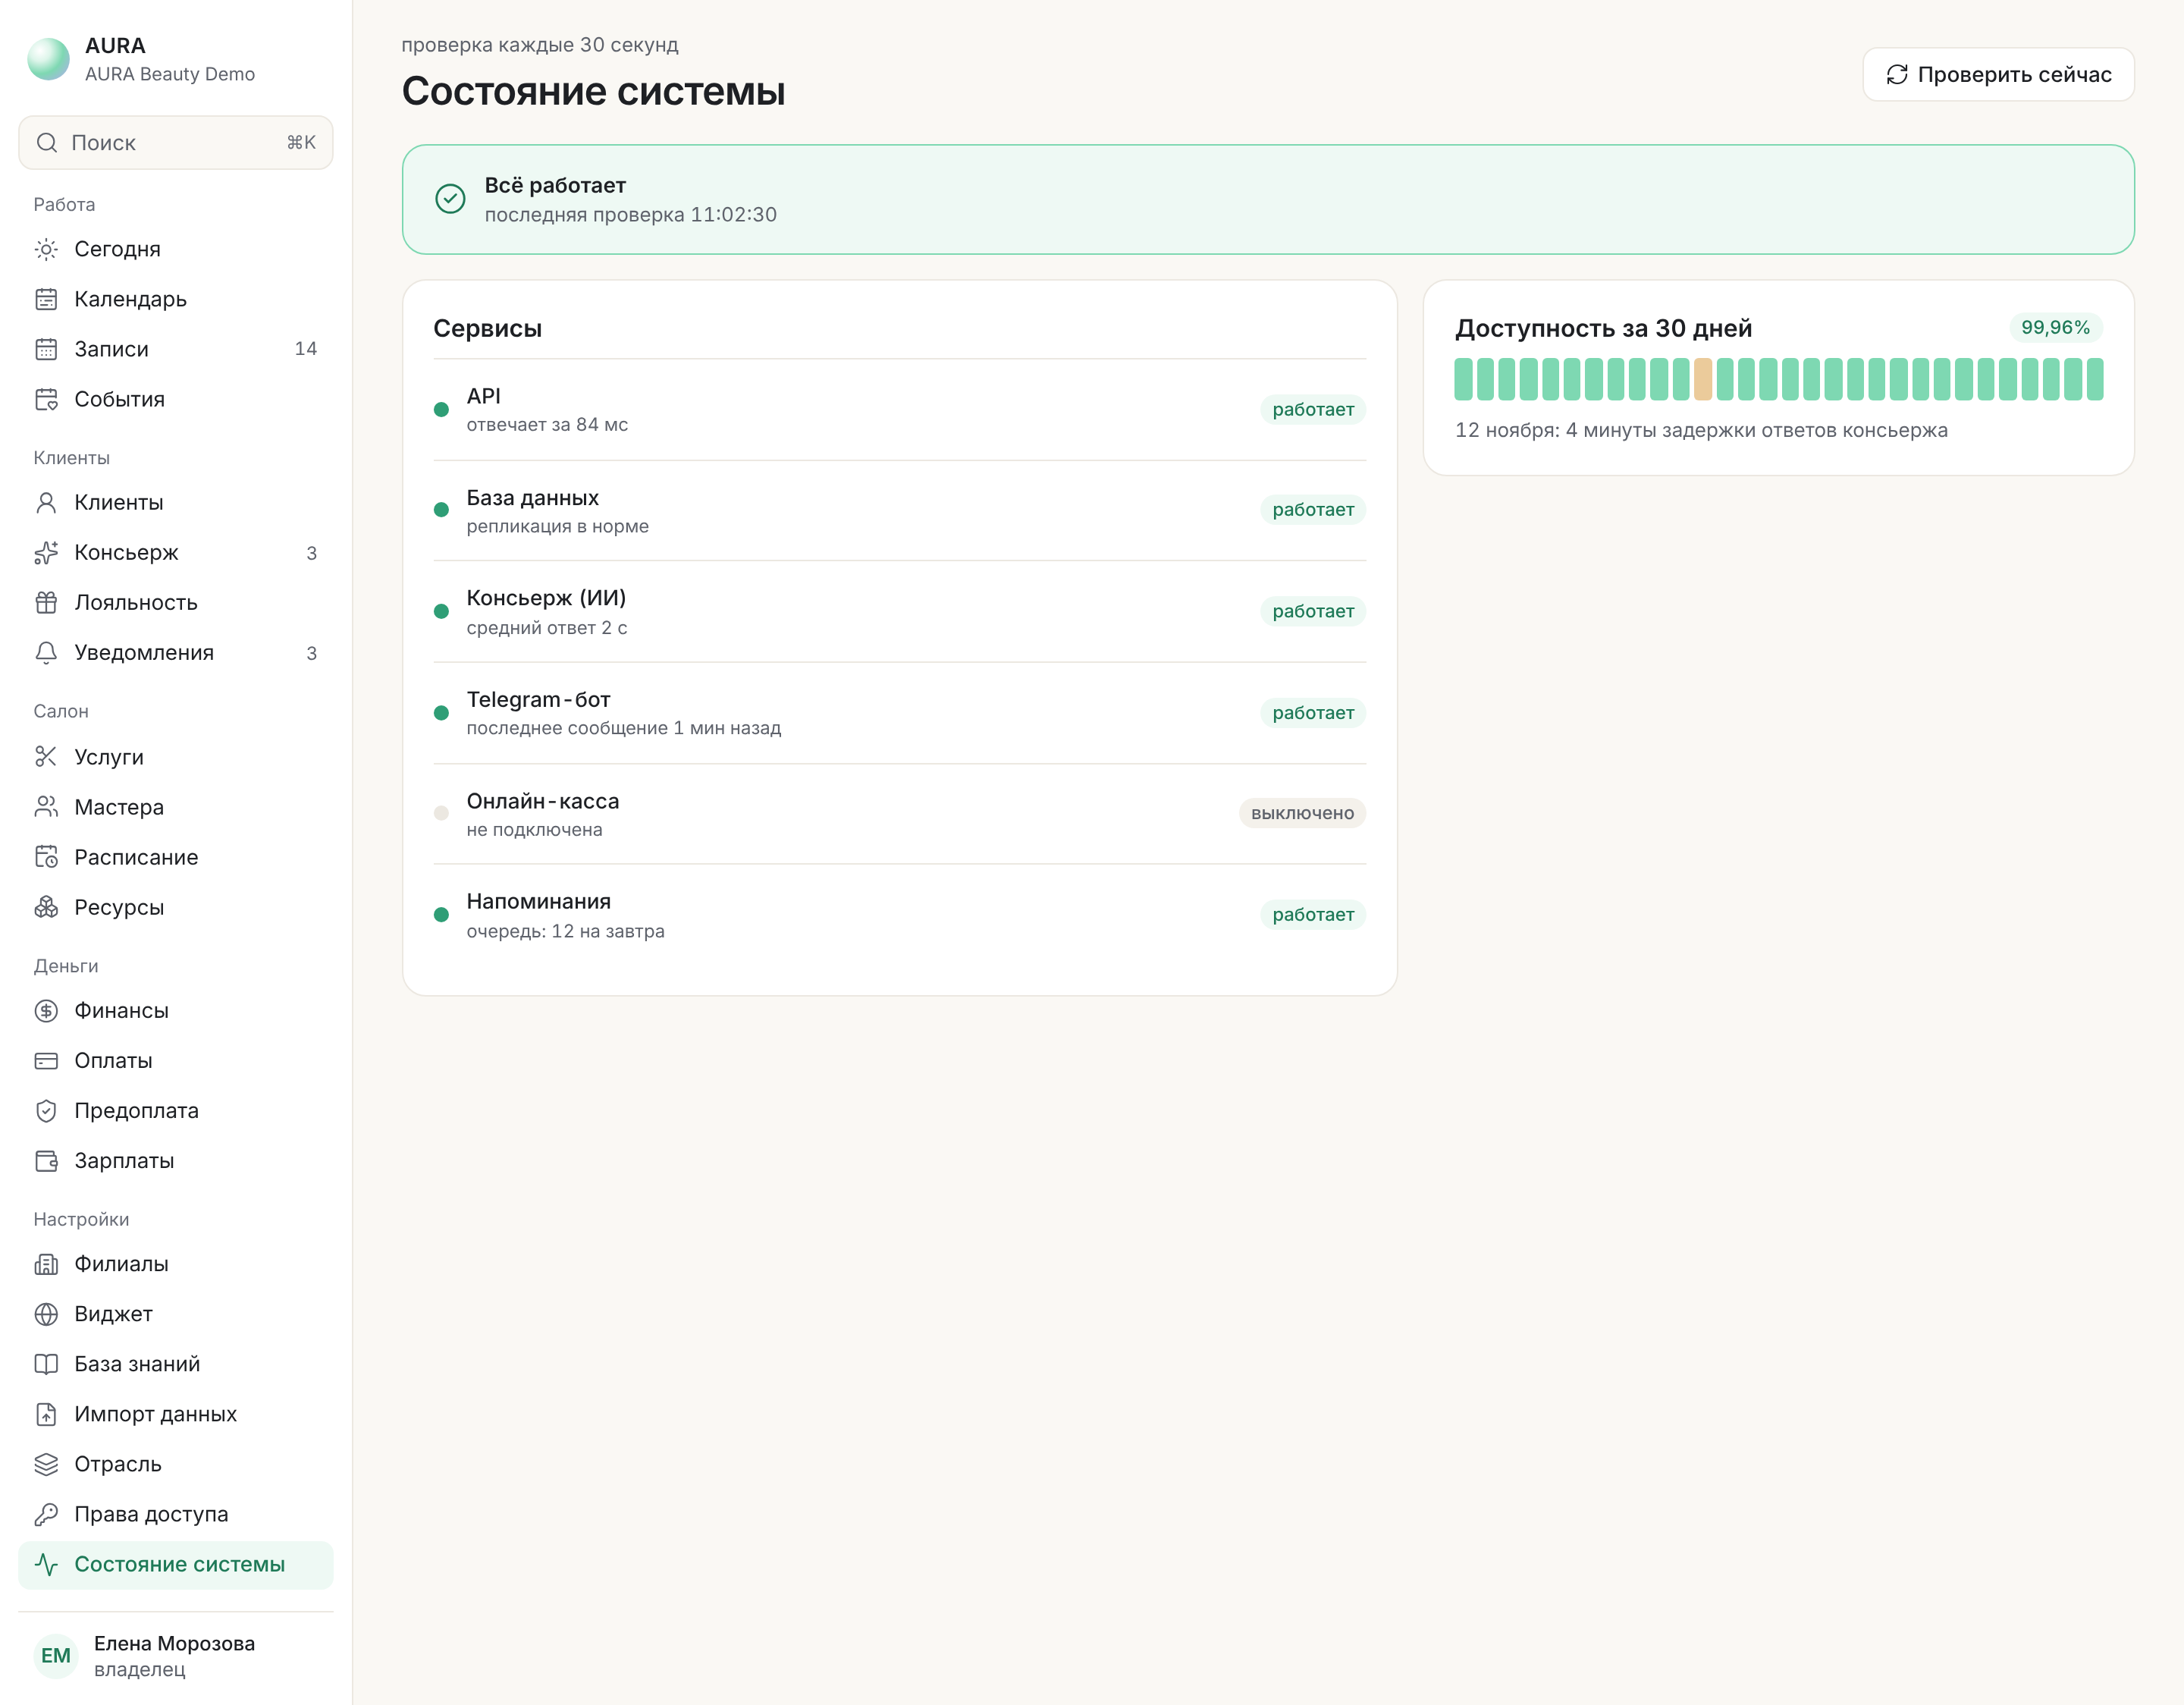 AURA
AURA Beauty Demo
Поиск ⌘K
Работа
Сегодня
Календарь
Записи 14
События
Клиенты
Клиенты
Консьерж 3
Лояльность
Уведомления 3
Салон
Услуги
Мастера
Расписание
Ресурсы
Деньги
Финансы
Оплаты
Предоплата
Зарплаты
Настройки
Филиалы
Виджет
База знаний
Импорт данных
Отрасль
Права доступа
Состояние системы
ЕМ
Елена Морозова
владелец
проверка каждые 30 секунд
Состояние системы
Проверить сейчас
Всё работает
последняя проверка 11:02:30
Сервисы
API
отвечает за 84 мс
работает
База данных
репликация в норме
работает
Консьерж (ИИ)
средний ответ 2 с
работает
Telegram-бот
последнее сообщение 1 мин назад
работает
Онлайн-касса
не подключена
выключено
Напоминания
очередь: 12 на завтра
работает
Доступность за 30 дней 99,96%
12 ноября: 4 минуты задержки ответов консьержа